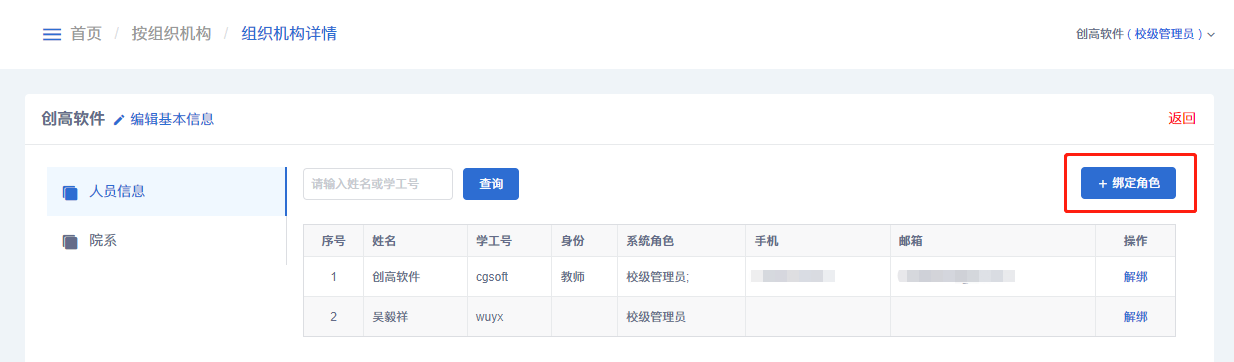 首页 / 按组织机构 / 组织机构详情
创高软件 ( 校级管理员 )
创高软件 编辑基本信息
返回
人员信息
院系
请输入姓名或学工号 查询
+ 绑定角色
序号 姓名 学工号 身份 系统角色 手机 邮箱 操作
1 创高软件 cgsoft 教师 校级管理员; 解绑
2 吴毅祥 wuyx 校级管理员 解绑